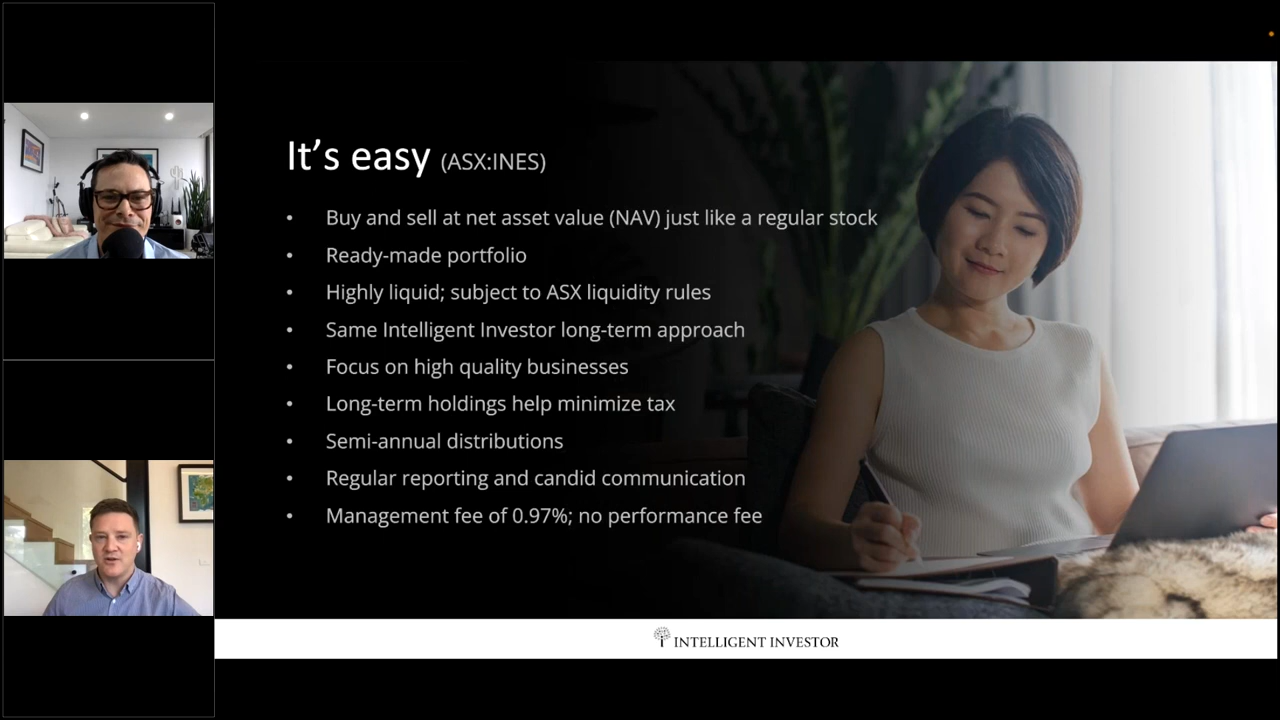 It's easy (ASX:INES)
• Buy and sell at net asset value (NAV) just like a regular stock
• Ready-made portfolio
• Highly liquid; subject to ASX liquidity rules
• Same Intelligent Investor long-term approach
• Focus on high quality businesses
• Long-term holdings help minimize tax
• Semi-annual distributions
• Regular reporting and candid communication
• Management fee of 0.97%; no performance fee
INTELLIGENT INVESTOR